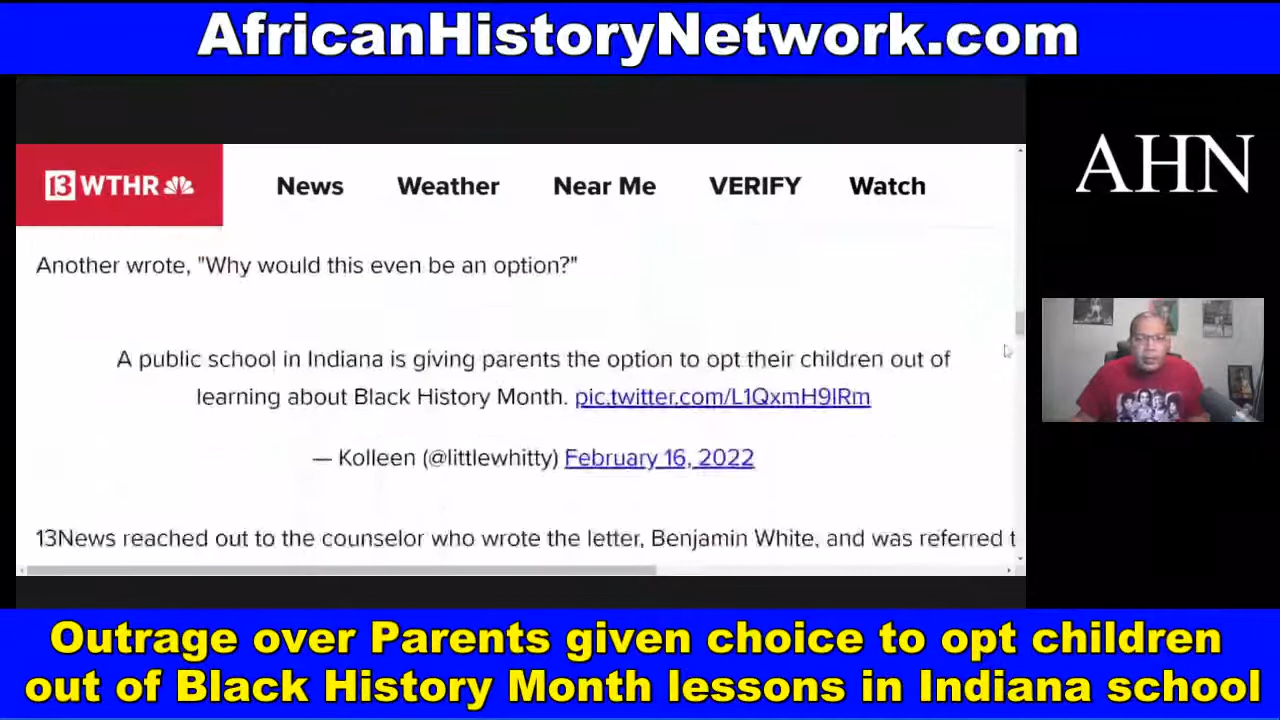 AfricanHistoryNetwork.com
AHN
13 WTHR News Weather Near Me VERIFY Watch
Another wrote, "Why would this even be an option?"
A public school in Indiana is giving parents the option to opt their children out of
learning about Black History Month. pic.twitter.com/L1QxmH9IRm
— Kolleen (@littlewhitty) February 16, 2022
13News reached out to the counselor who wrote the letter, Benjamin White, and was referred t
Outrage over Parents given choice to opt children
out of Black History Month lessons in Indiana school